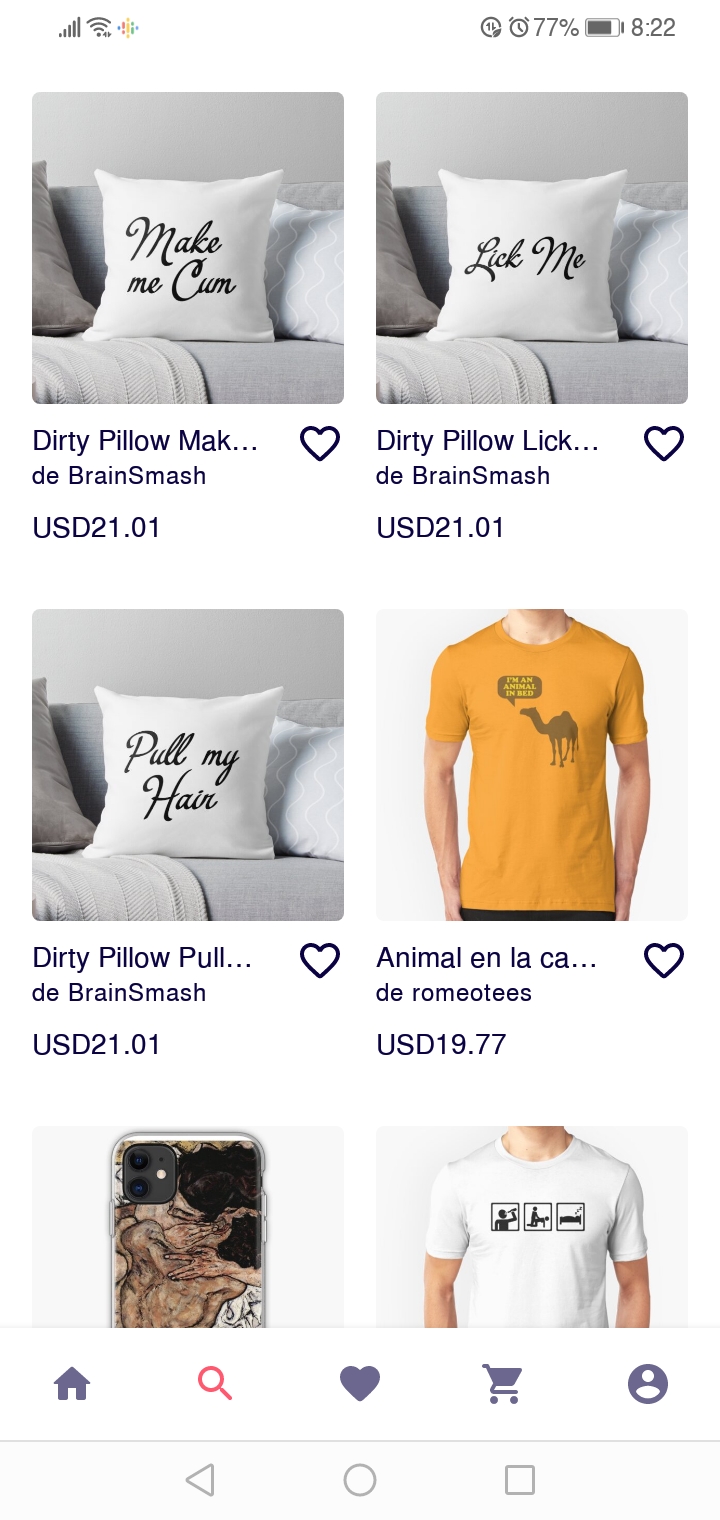 77% 8:22
Make
me Cum
Lick Me
Dirty Pillow Mak...
de BrainSmash
USD21.01
Dirty Pillow Lick...
de BrainSmash
USD21.01
Pull my
Hair
I'M AN
ANIMAL
IN BED
Dirty Pillow Pull...
de BrainSmash
USD21.01
Animal en la ca...
de romeotees
USD19.77